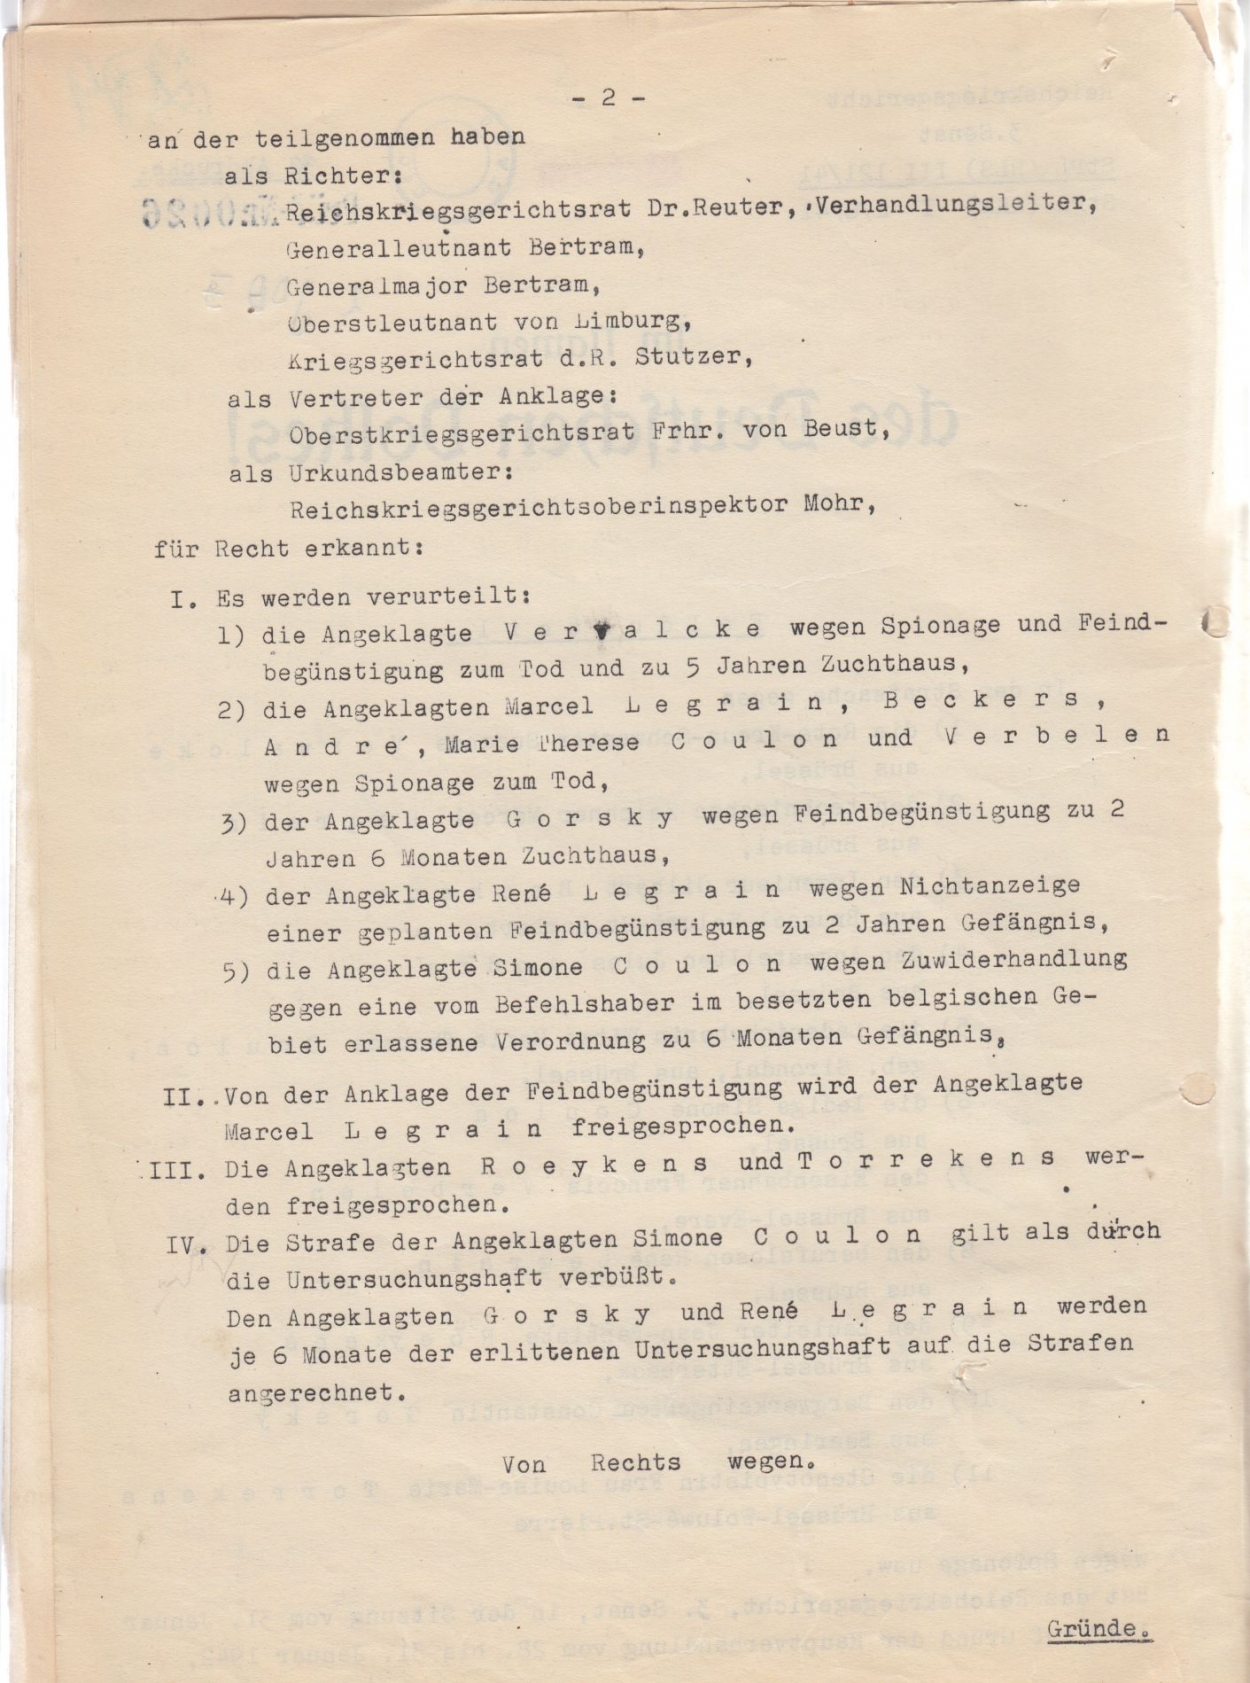 - 2 -
an der teilgenommen haben
als Richter:
Reichskriegsgerichtsrat Dr.Reuter, Verhandlungsleiter,
Generalleutnant Bertram,
Generalmajor Bertram,
Oberstleutnant von Limburg,
Kriegsgerichtsrat d.R. Stutzer,
als Vertreter der Anklage:
Oberstkriegsgerichtsrat Frhr. von Beust,
als Urkundsbeamter:
Reichskriegsgerichtsoberinspektor Mohr,
für Recht erkannt:
I. Es werden verurteilt:
1) die Angeklagte V e r v a l c k e wegen Spionage und Feind-
begünstigung zum Tod und zu 5 Jahren Zuchthaus,
2) die Angeklagten Marcel L e g r a i n , B e c k e r s ,
A n d r e´, Marie Therese C o u l o n und V e r b e l e n
wegen Spionage zum Tod,
3) der Angeklagte G o r s k y wegen Feindbegünstigung zu 2
Jahren 6 Monaten Zuchthaus,
4) der Angeklagte René L e g r a i n wegen Nichtanzeige
einer geplanten Feindbegünstigung zu 2 Jahren Gefängnis,
5) die Angeklagte Simone C o u l o n wegen Zuwiderhandlung
gegen eine vom Befehlshaber im besetzten belgischen Ge-
biet erlassene Verordnung zu 6 Monaten Gefängnis,
II. Von der Anklage der Feindbegünstigung wird der Angeklagte
Marcel L e g r a i n freigesprochen.
III. Die Angeklagten R o e y k e n s und T o r r e k e n s wer-
den freigesprochen.
IV. Die Strafe der Angeklagten Simone C o u l o n gilt als durch
die Untersuchungshaft verbüßt.
Den Angeklagten G o r s k y und René L e g r a i n werden
je 6 Monate der erlittenen Untersuchungshaft auf die Strafen
angerechnet.
Von Rechts wegen.
Gründe.